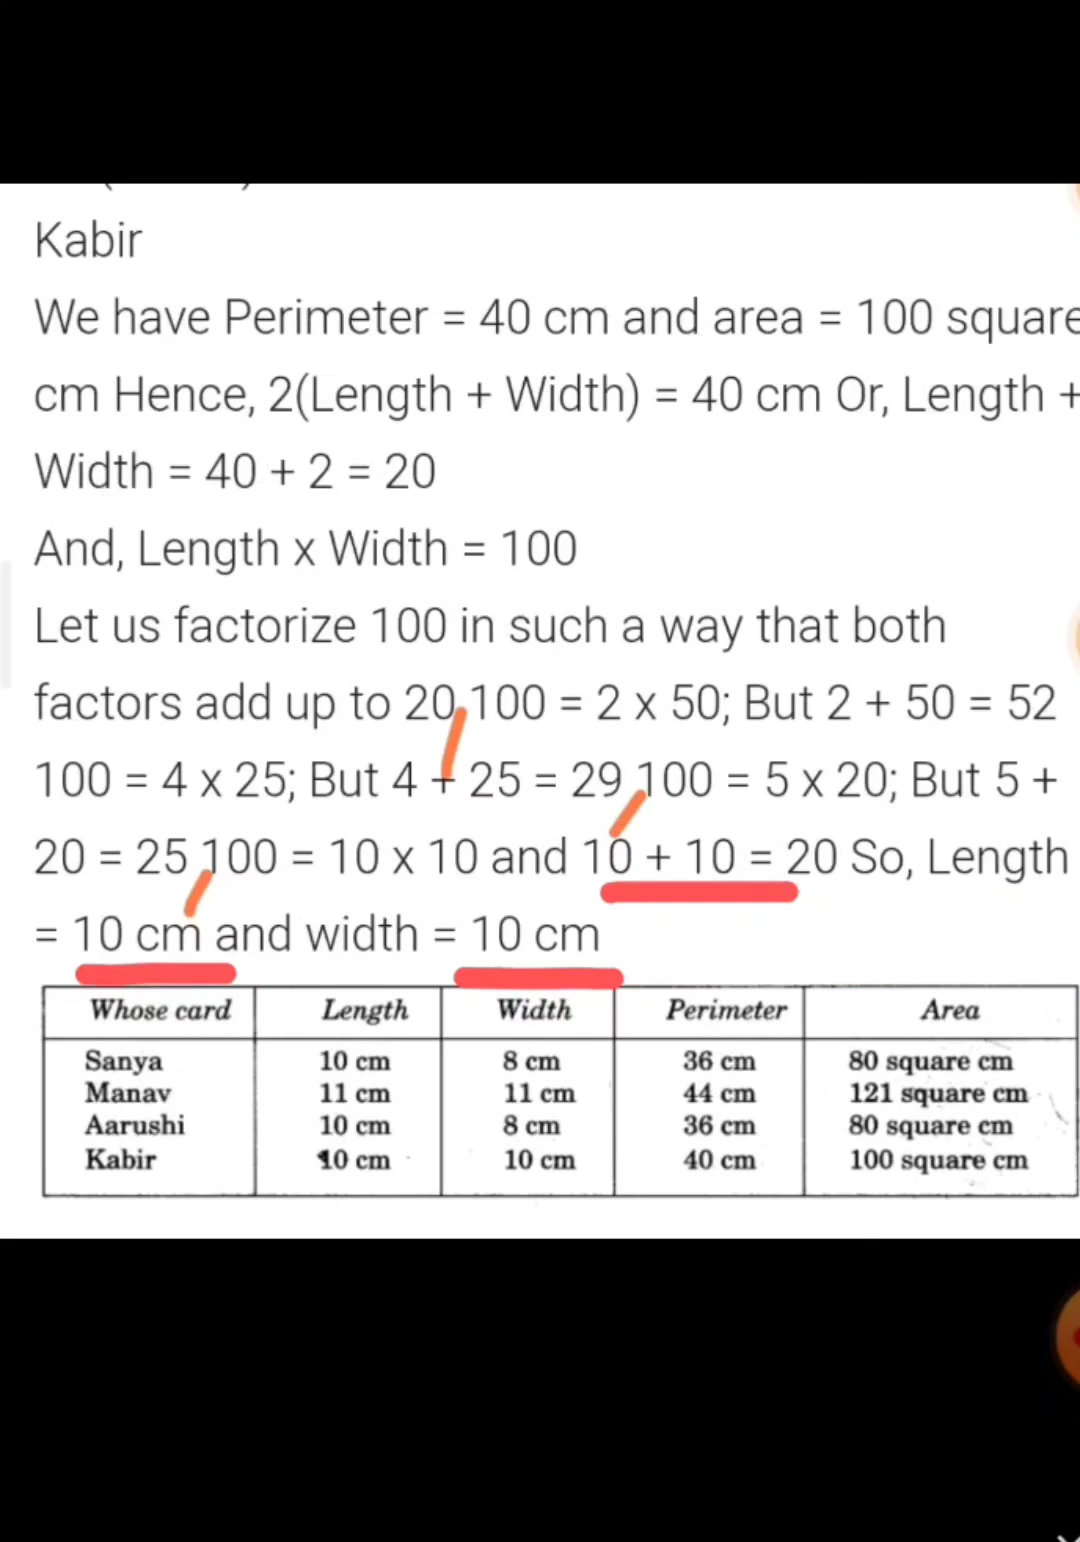 Kabir
We have Perimeter = 40 cm and area = 100 square
cm Hence, 2(Length + Width) = 40 cm Or, Length +
Width = 40 + 2 = 20
And, Length x Width = 100
Let us factorize 100 in such a way that both
factors add up to 20 100 = 2 x 50; But 2 + 50 = 52
100 = 4 x 25; But 4 + 25 = 29 100 = 5 x 20; But 5 +
20 = 25 100 = 10 x 10 and 10 + 10 = 20 So, Length
= 10 cm and width = 10 cm
Whose card Length Width Perimeter Area
Sanya 10 cm 8 cm 36 cm 80 square cm
Manav 11 cm 11 cm 44 cm 121 square cm
Aarushi 10 cm 8 cm 36 cm 80 square cm
Kabir 10 cm 10 cm 40 cm 100 square cm